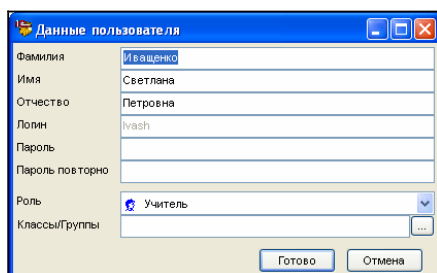 Данные пользователя
Фамилия Иващенко
Имя Светлана
Отчество Петровна
Логин Ivash
Пароль
Пароль повторно
Роль Учитель
Классы/Группы ...
Готово Отмена